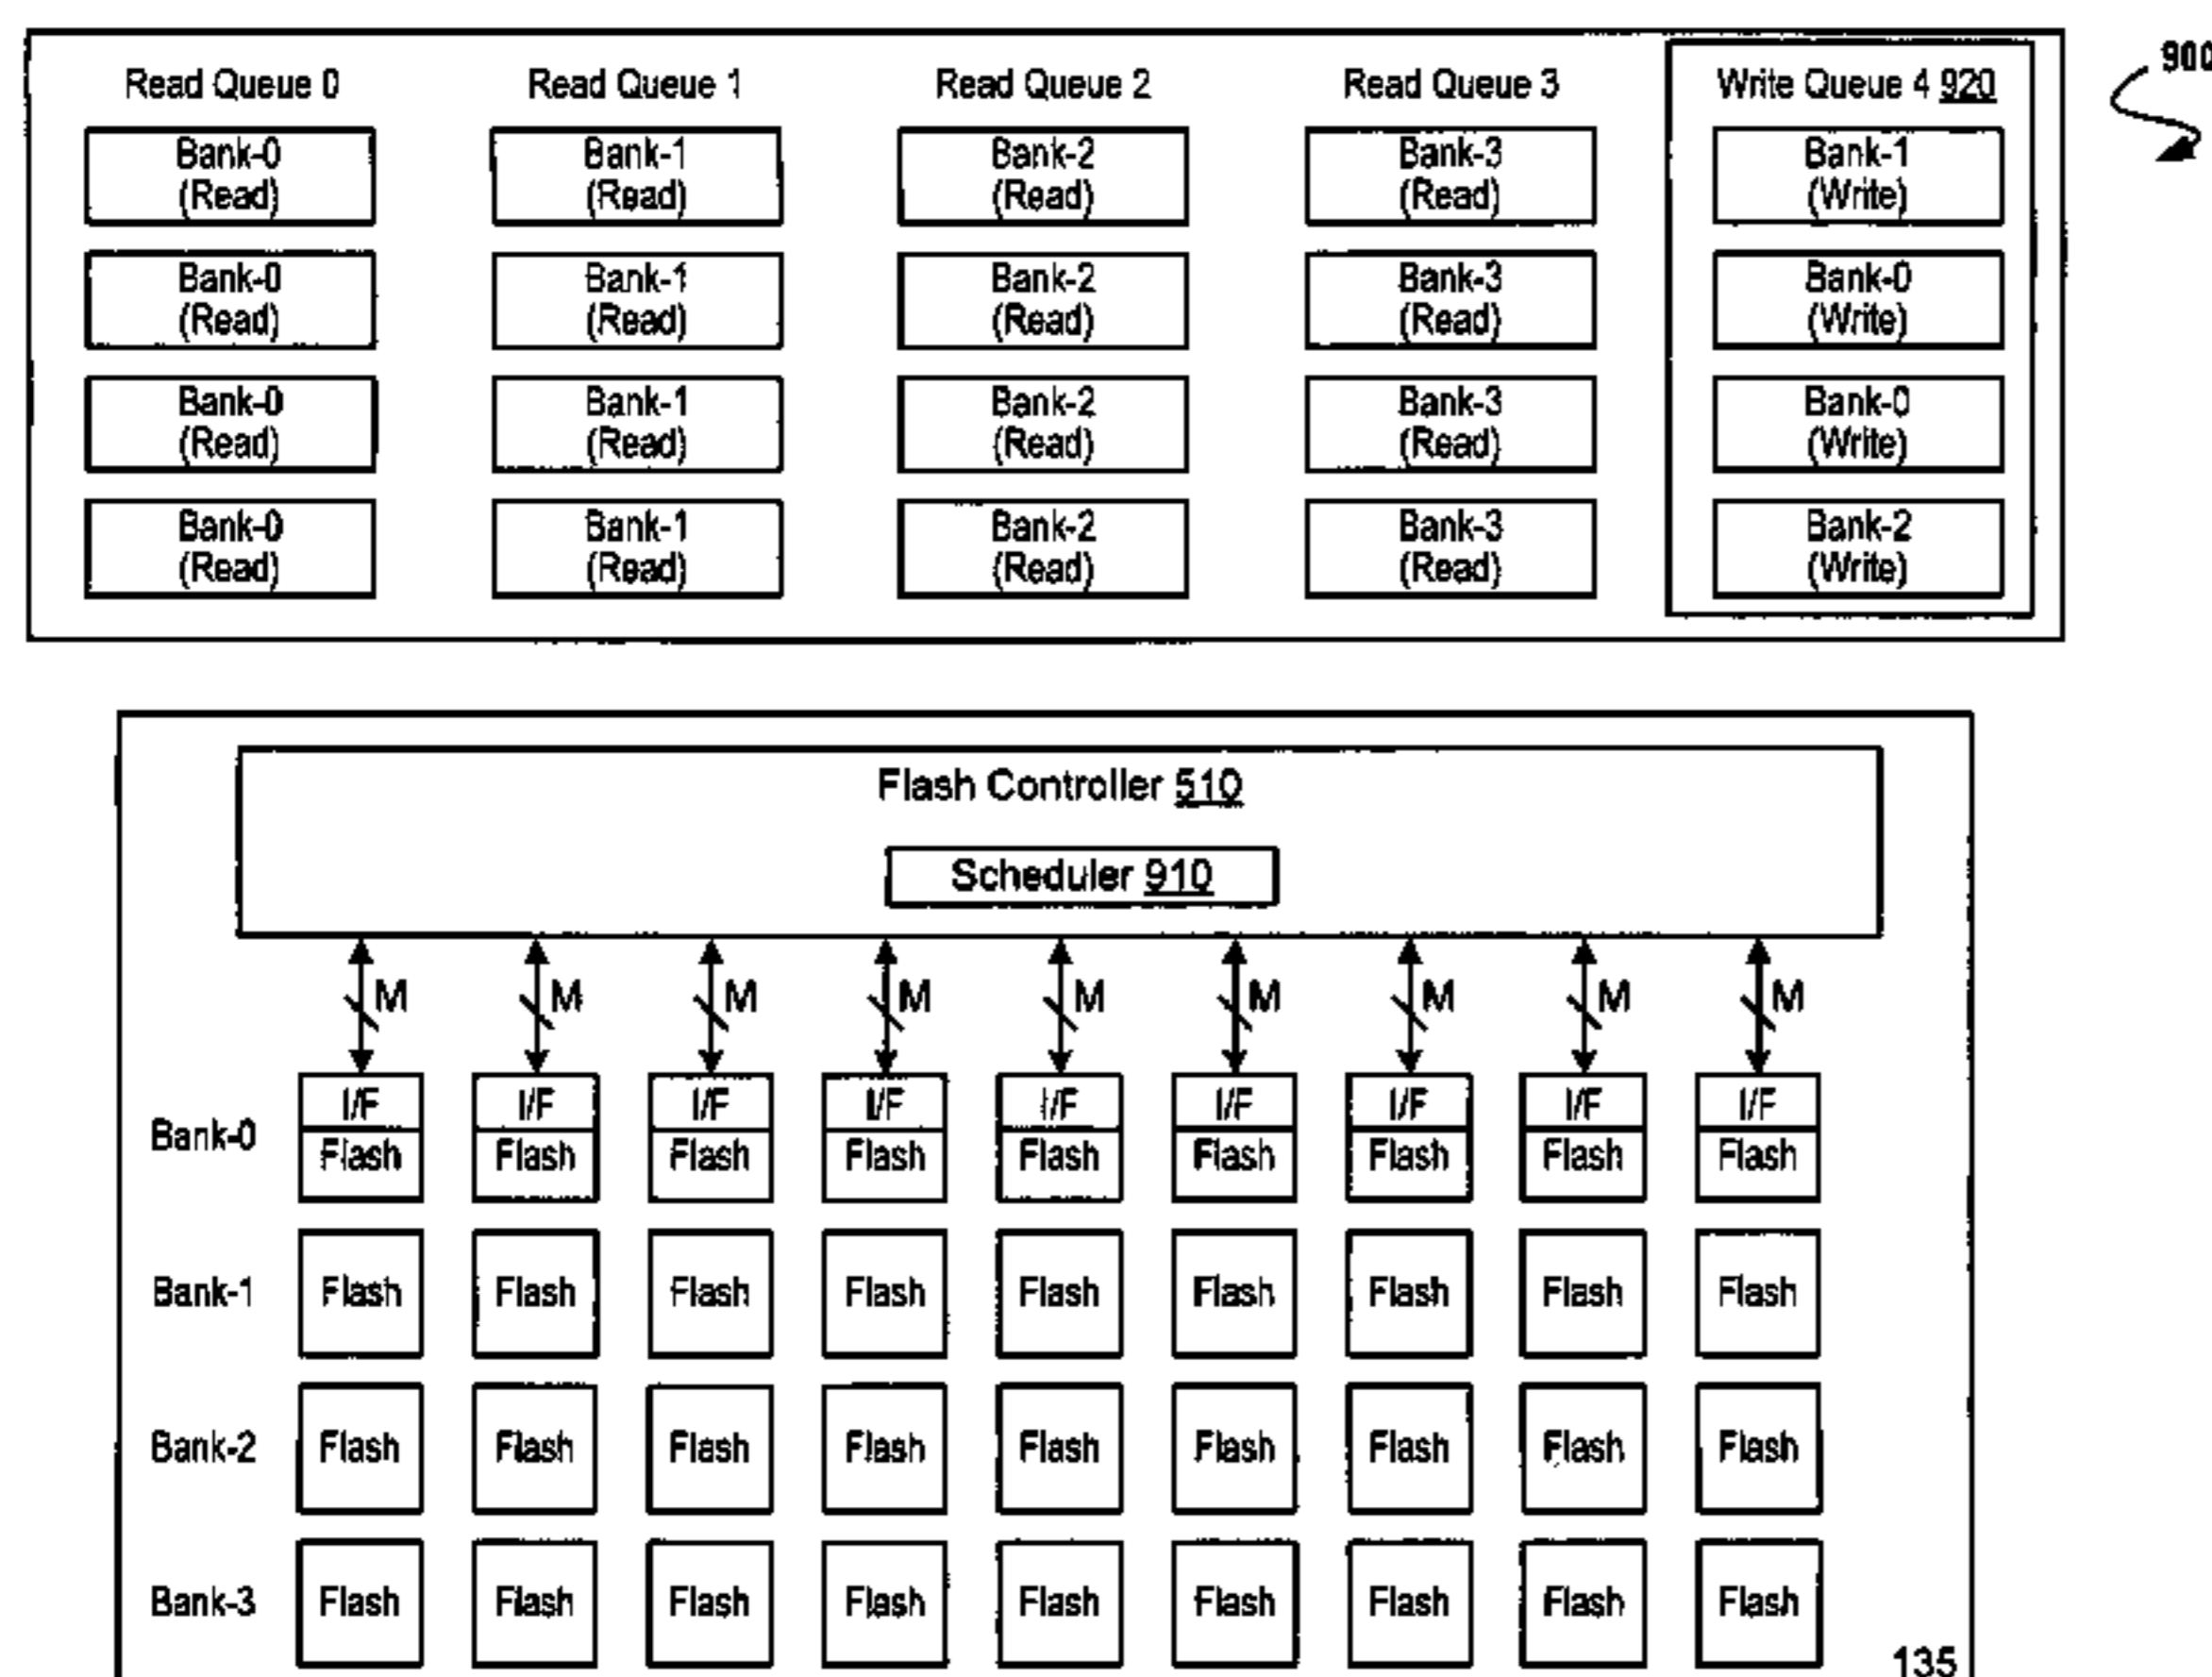 Read Queue 0 Read Queue 1 Read Queue 2 Read Queue 3 Write Queue 4 920 900
Bank-0 Bank-1 Bank-2 Bank-3 Bank-1
(Read) (Read) (Read) (Read) (Write)
Bank-0 Bank-1 Bank-2 Bank-3 Bank-0
(Read) (Read) (Read) (Read) (Write)
Bank-0 Bank-1 Bank-2 Bank-3 Bank-0
(Read) (Read) (Read) (Read) (Write)
Bank-0 Bank-1 Bank-2 Bank-3 Bank-2
(Read) (Read) (Read) (Read) (Write)
Flash Controller 510
Scheduler 910
M M M M M M M M M
I/F I/F I/F I/F I/F I/F I/F I/F I/F
Bank-0 Flash Flash Flash Flash Flash Flash Flash Flash Flash
Bank-1 Flash Flash Flash Flash Flash Flash Flash Flash Flash
Bank-2 Flash Flash Flash Flash Flash Flash Flash Flash Flash
Bank-3 Flash Flash Flash Flash Flash Flash Flash Flash Flash
135